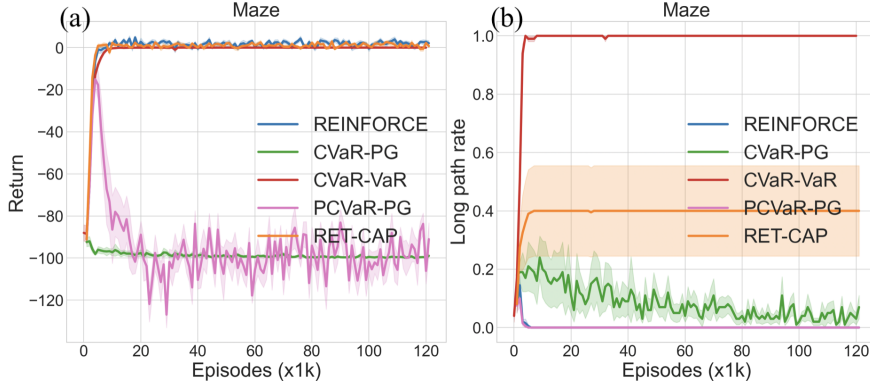 (a)
Maze
Return
0
−20
−40
−60
−80
−100
−120
REINFORCE
CVaR-PG
CVaR-VaR
PCVaR-PG
RET-CAP
0 20 40 60 80 100 120
Episodes (x1k)
(b)
Maze
Long path rate
1.0
0.8
0.6
0.4
0.2
0.0
REINFORCE
CVaR-PG
CVaR-VaR
PCVaR-PG
RET-CAP
0 20 40 60 80 100 120
Episodes (x1k)